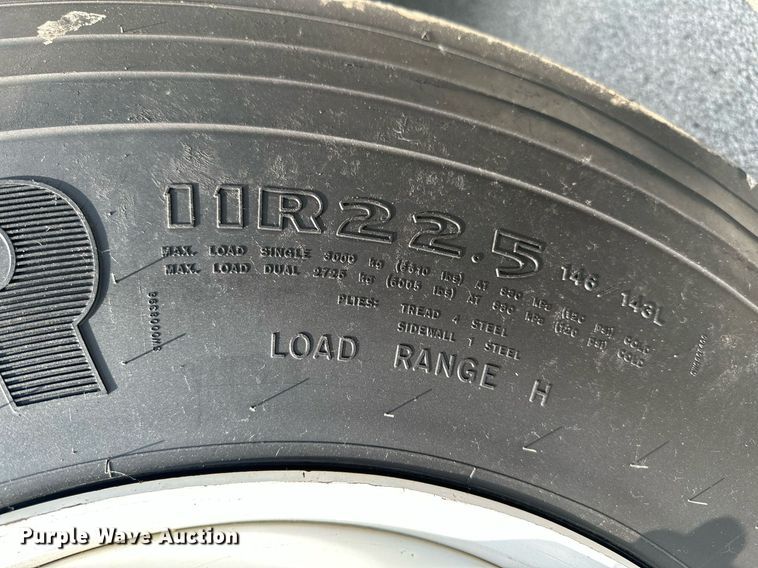 R
11R22.5 146/143L
MAX. LOAD SINGLE 3000 kg (6610 lbs) AT 830 kPa (120 psi) COLD
MAX. LOAD DUAL 2725 kg (6005 lbs) AT 830 kPa (120 psi) COLD
PLIES: TREAD 4 STEEL
SIDEWALL 1 STEEL
LOAD RANGE H
Purple Wave Auction